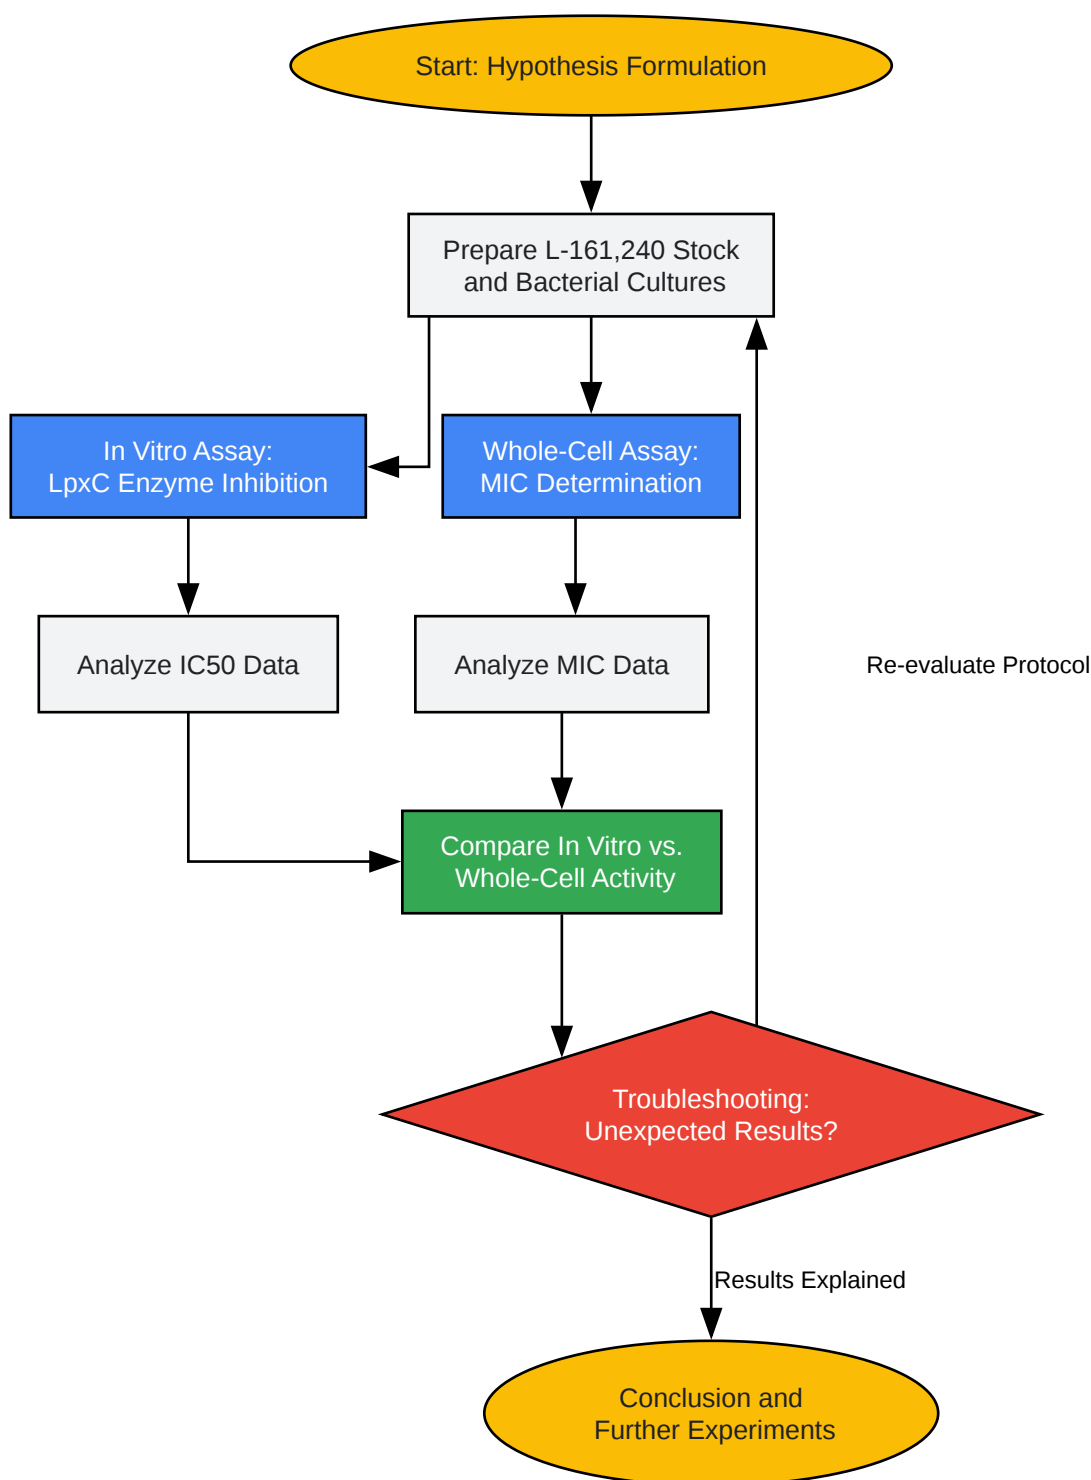 Start: Hypothesis Formulation
Prepare L-161,240 Stock
and Bacterial Cultures
In Vitro Assay:
LpxC Enzyme Inhibition
Whole-Cell Assay:
MIC Determination
Analyze IC50 Data
Analyze MIC Data
Re-evaluate Protocol
Compare In Vitro vs.
Whole-Cell Activity
Troubleshooting:
Unexpected Results?
Results Explained
Conclusion and
Further Experiments